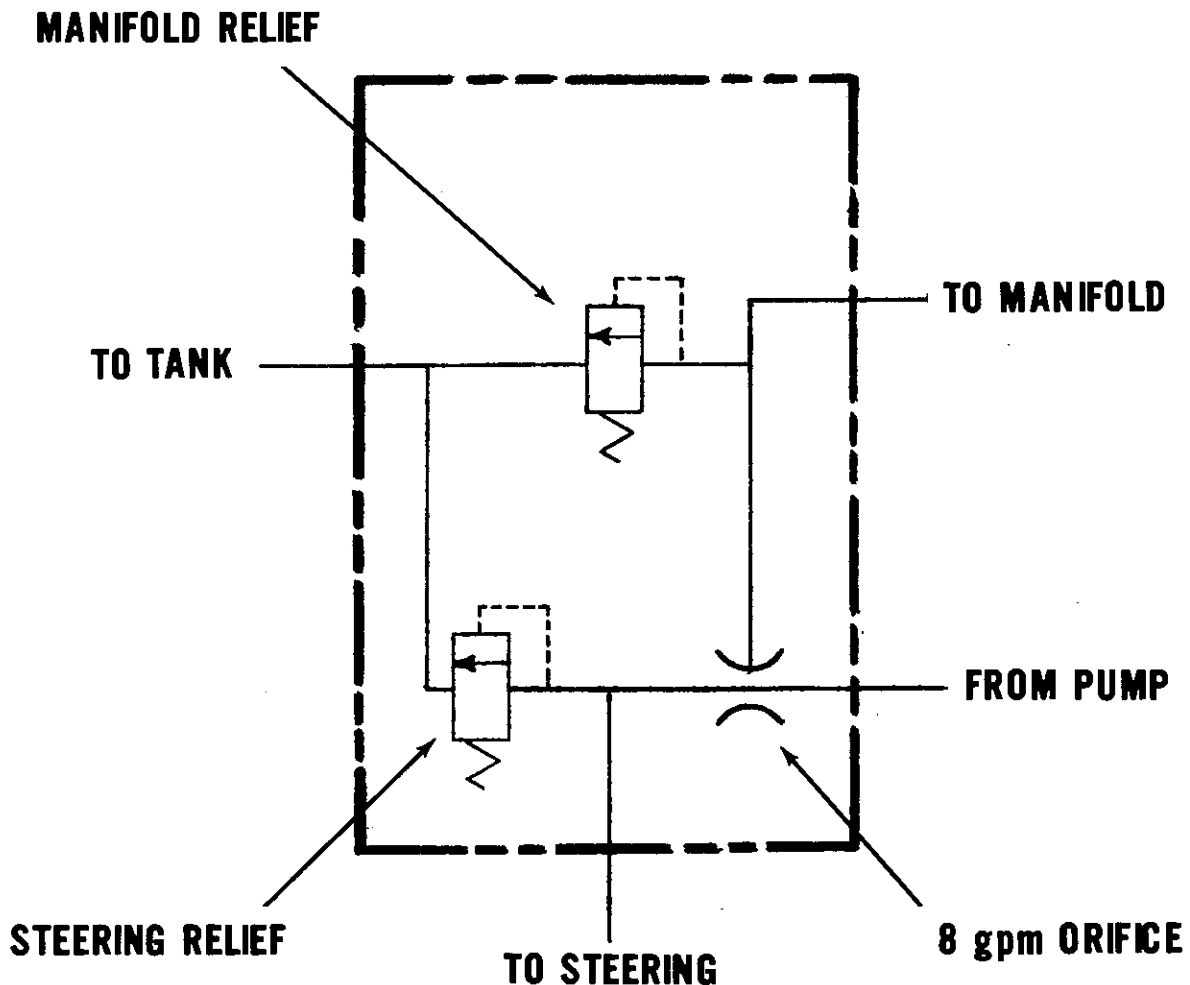 MANIFOLD RELIEF
TO MANIFOLD
TO TANK
FROM PUMP
STEERING RELIEF
TO STEERING
8 gpm ORIFICE